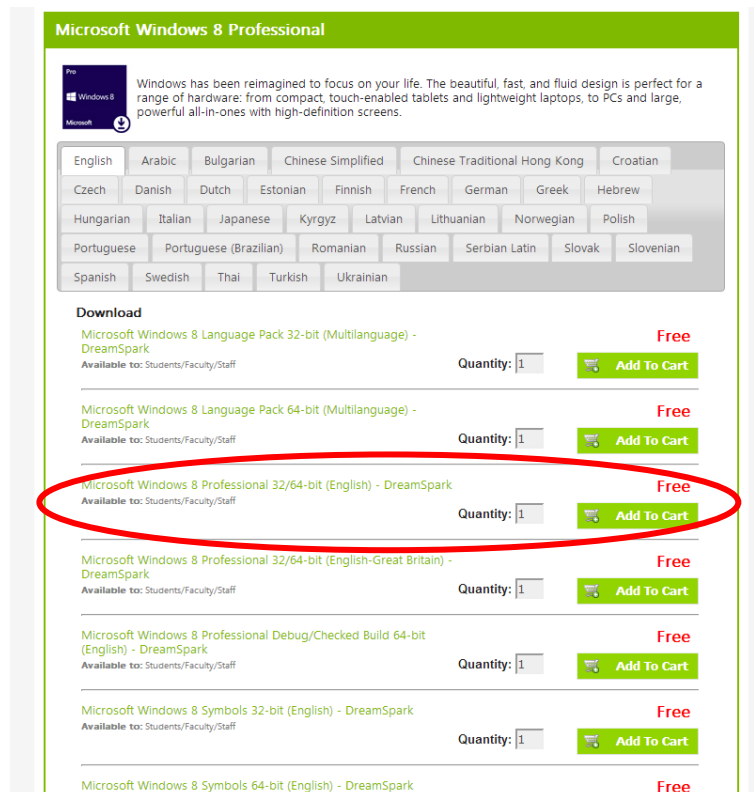 Microsoft Windows 8 Professional
Pro
Windows 8
Microsoft
Windows has been reimagined to focus on your life. The beautiful, fast, and fluid design is perfect for a
range of hardware: from compact, touch-enabled tablets and lightweight laptops, to PCs and large,
powerful all-in-ones with high-definition screens.
English Arabic Bulgarian Chinese Simplified Chinese Traditional Hong Kong Croatian
Czech Danish Dutch Estonian Finnish French German Greek Hebrew
Hungarian Italian Japanese Kyrgyz Latvian Lithuanian Norwegian Polish
Portuguese Portuguese (Brazilian) Romanian Russian Serbian Latin Slovak Slovenian
Spanish Swedish Thai Turkish Ukrainian
Download
Microsoft Windows 8 Language Pack 32-bit (Multilanguage) - Free
DreamSpark
Available to: Students/Faculty/Staff Quantity: 1 Add To Cart
Microsoft Windows 8 Language Pack 64-bit (Multilanguage) - Free
DreamSpark
Available to: Students/Faculty/Staff Quantity: 1 Add To Cart
Microsoft Windows 8 Professional 32/64-bit (English) - DreamSpark Free
Available to: Students/Faculty/Staff
Quantity: 1 Add To Cart
Microsoft Windows 8 Professional 32/64-bit (English-Great Britain) - Free
DreamSpark
Available to: Students/Faculty/Staff Quantity: 1 Add To Cart
Microsoft Windows 8 Professional Debug/Checked Build 64-bit Free
(English) - DreamSpark
Available to: Students/Faculty/Staff Quantity: 1 Add To Cart
Microsoft Windows 8 Symbols 32-bit (English) - DreamSpark Free
Available to: Students/Faculty/Staff
Quantity: 1 Add To Cart
Microsoft Windows 8 Symbols 64-bit (English) - DreamSpark Free